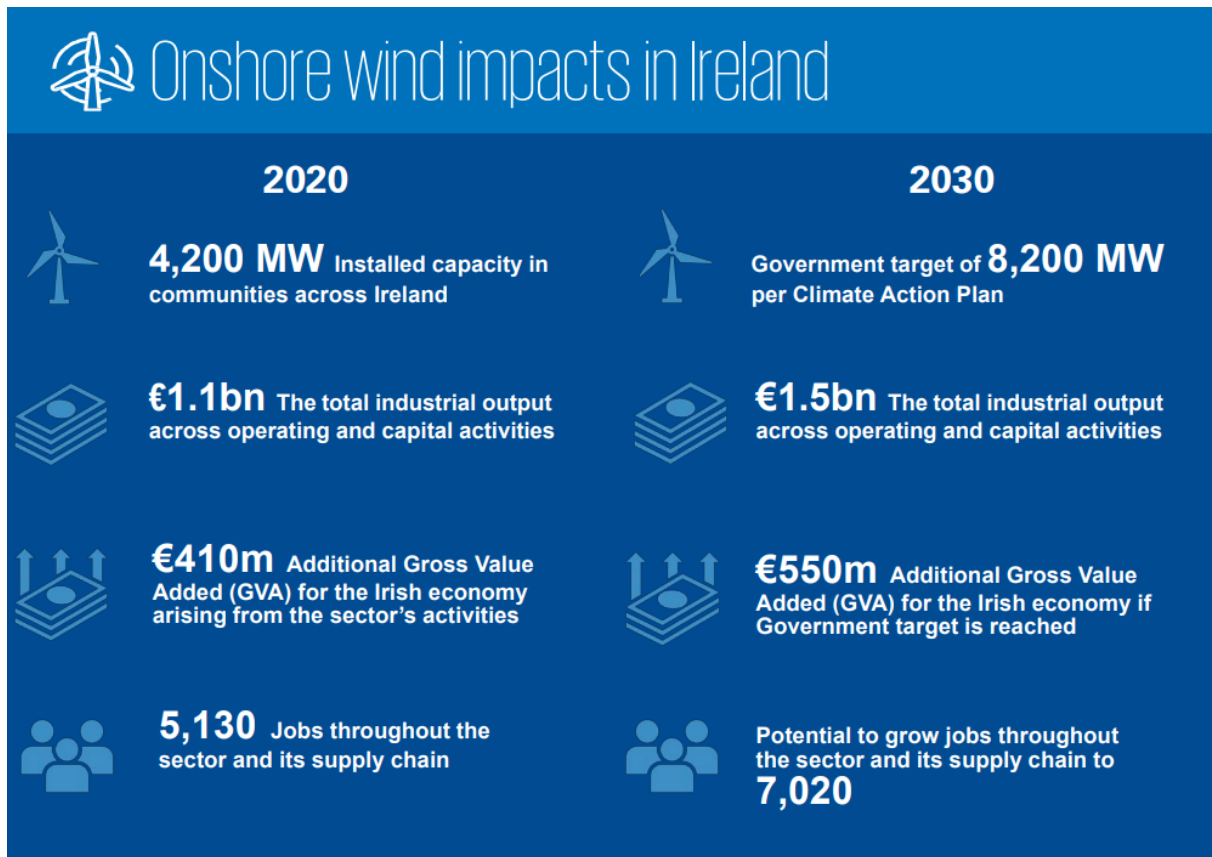 Onshore wind impacts in Ireland
2020
4,200 MW Installed capacity in
communities across Ireland
€1.1bn The total industrial output
across operating and capital activities
€410m Additional Gross Value
Added (GVA) for the Irish economy
arising from the sector’s activities
5,130 Jobs throughout the
sector and its supply chain
2030
Government target of 8,200 MW
per Climate Action Plan
€1.5bn The total industrial output
across operating and capital activities
€550m Additional Gross Value
Added (GVA) for the Irish economy if
Government target is reached
Potential to grow jobs throughout
the sector and its supply chain to
7,020